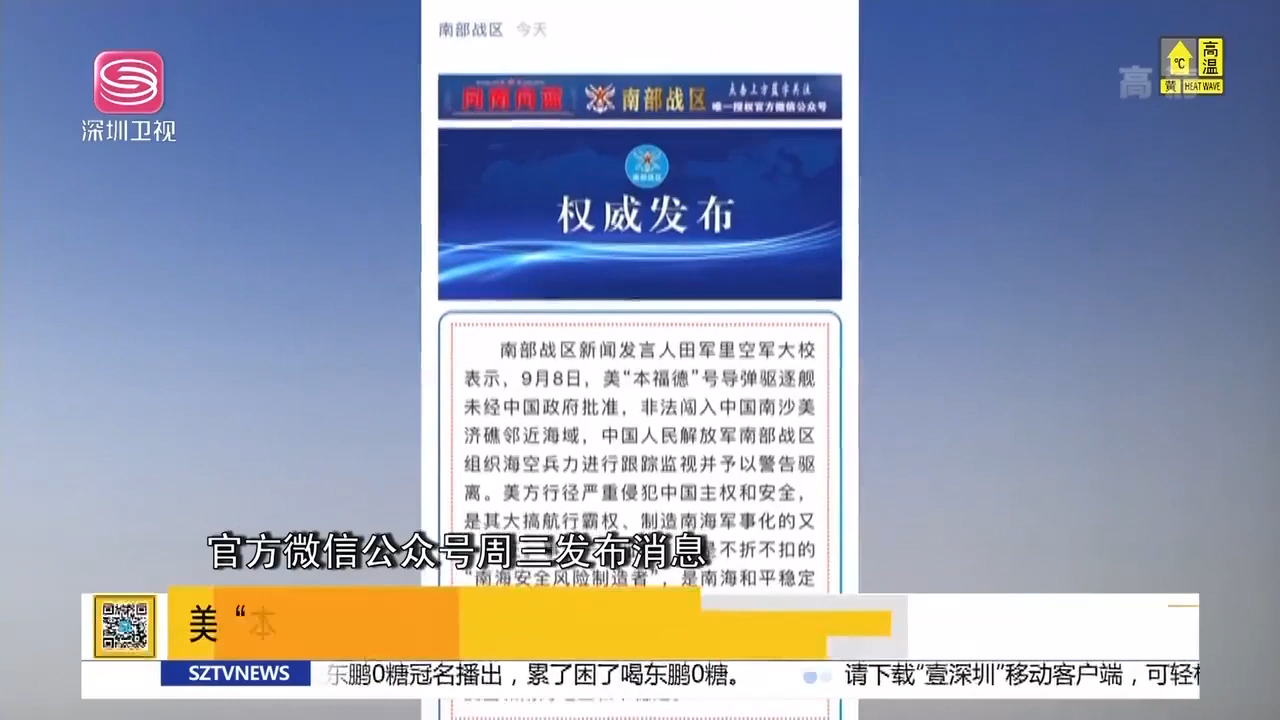 南部战区 今天
深圳卫视
高
高温
℃
黄 HEAT WAVE
南部战区
点击上方蓝字关注
唯一授权官方微信公众号
权威发布
南部战区新闻发言人田军里空军大校
表示，9月8日，美“本福德”号导弹驱逐舰
未经中国政府批准，非法闯入中国南沙美
济礁邻近海域，中国人民解放军南部战区
组织海空兵力进行跟踪监视并予以警告驱
离。美方行径严重侵犯中国主权和安全，
是其大搞航行霸权、制造南海军事化的又
是不折不扣的
官方微信公众号周三发布消息
“南海安全风险制造者”，是南海和平稳定
美“本
SZTVNEWS
东鹏0糖冠名播出，累了困了喝东鹏0糖。
请下载“壹深圳”移动客户端，可轻松